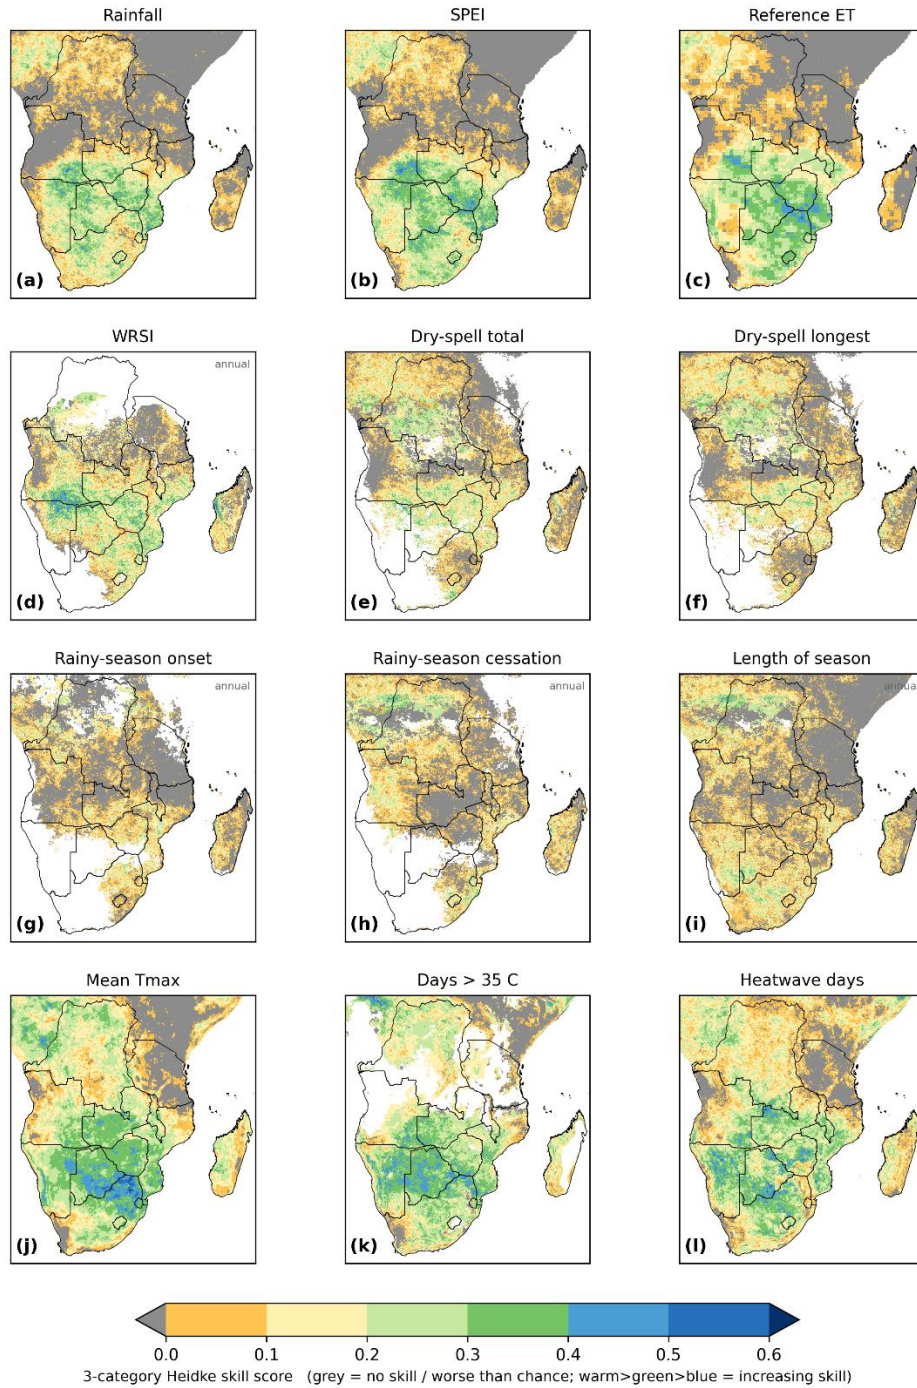 Rainfall
SPEI
Reference ET
(a)
(b)
(c)
WRSI
Dry-spell total
Dry-spell longest
annual
(d)
(e)
(f)
Rainy-season onset
Rainy-season cessation
Length of season
annual
annual
annual
(g)
(h)
(i)
Mean Tmax
Days > 35 C
Heatwave days
(j)
(k)
(l)
0.0 0.1 0.2 0.3 0.4 0.5 0.6
3-category Heidke skill score (grey = no skill / worse than chance; warm>green>blue = increasing skill)